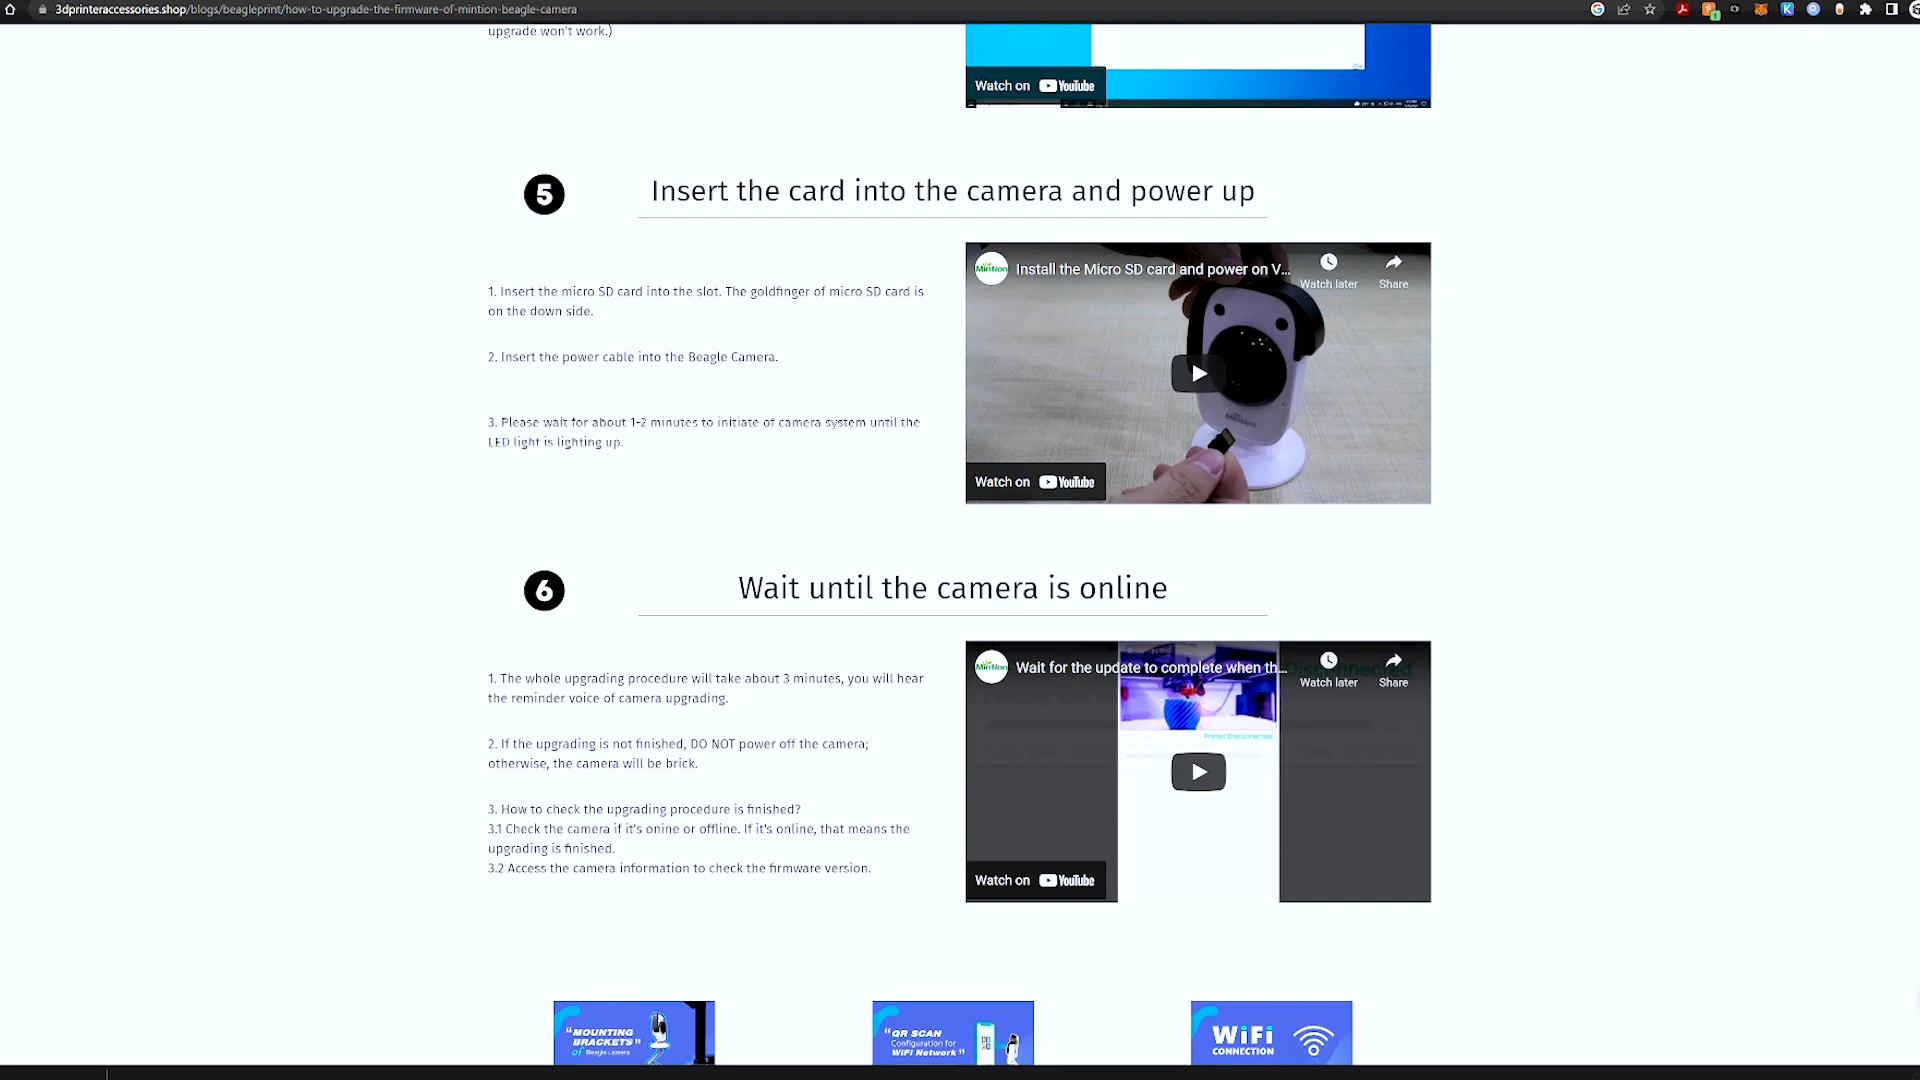 3dprinteraccessories.shop/blogs/beagleprint/how-to-upgrade-the-firmware-of-mintion-beagle-camera
upgrade won't work.)
Watch on YouTube
5
Insert the card into the camera and power up
1. Insert the micro SD card into the slot. The goldfinger of micro SD card is
on the down side.
2. Insert the power cable into the Beagle Camera.
3. Please wait for about 1-2 minutes to initiate of camera system until the
LED light is lighting up.
Mintion
Install the Micro SD card and power on V...
Watch later
Share
Mintion
Watch on YouTube
6
Wait until the camera is online
1. The whole upgrading procedure will take about 3 minutes, you will hear
the reminder voice of camera upgrading.
2. If the upgrading is not finished, DO NOT power off the camera;
otherwise, the camera will be brick.
3. How to check the upgrading procedure is finished?
3.1 Check the camera if it's onine or offline. If it's online, that means the
upgrading is finished.
3.2 Access the camera information to check the firmware version.
Mintion
Wait for the update to complete when th...
Watch later
Share
Disconnected
Printer Disconnected
Watch on YouTube
"MOUNTING
BRACKETS"
of Beagle camera
"QR SCAN
Configuration for
WiFi Network"
WiFi
CONNECTION